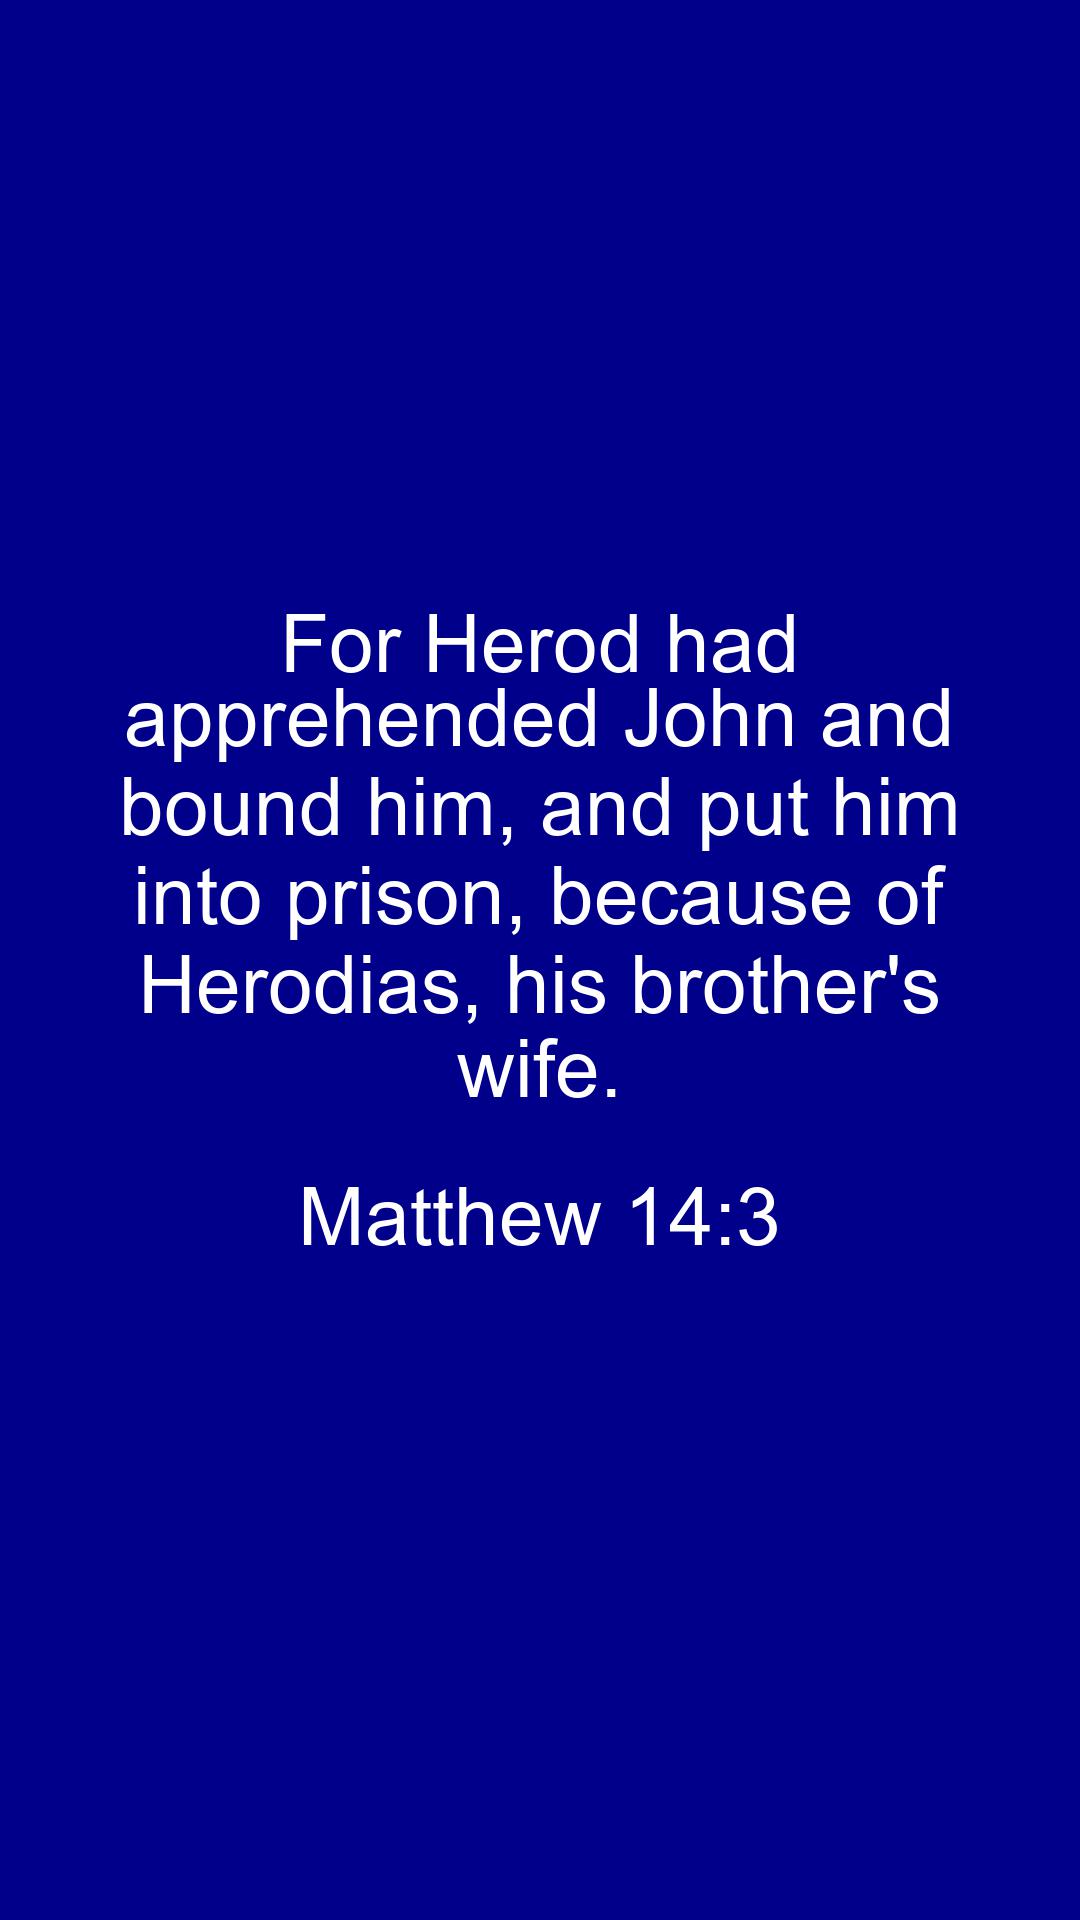 For Herod had
apprehended John and
bound him, and put him
into prison, because of
Herodias, his brother's
wife.
Matthew 14:3